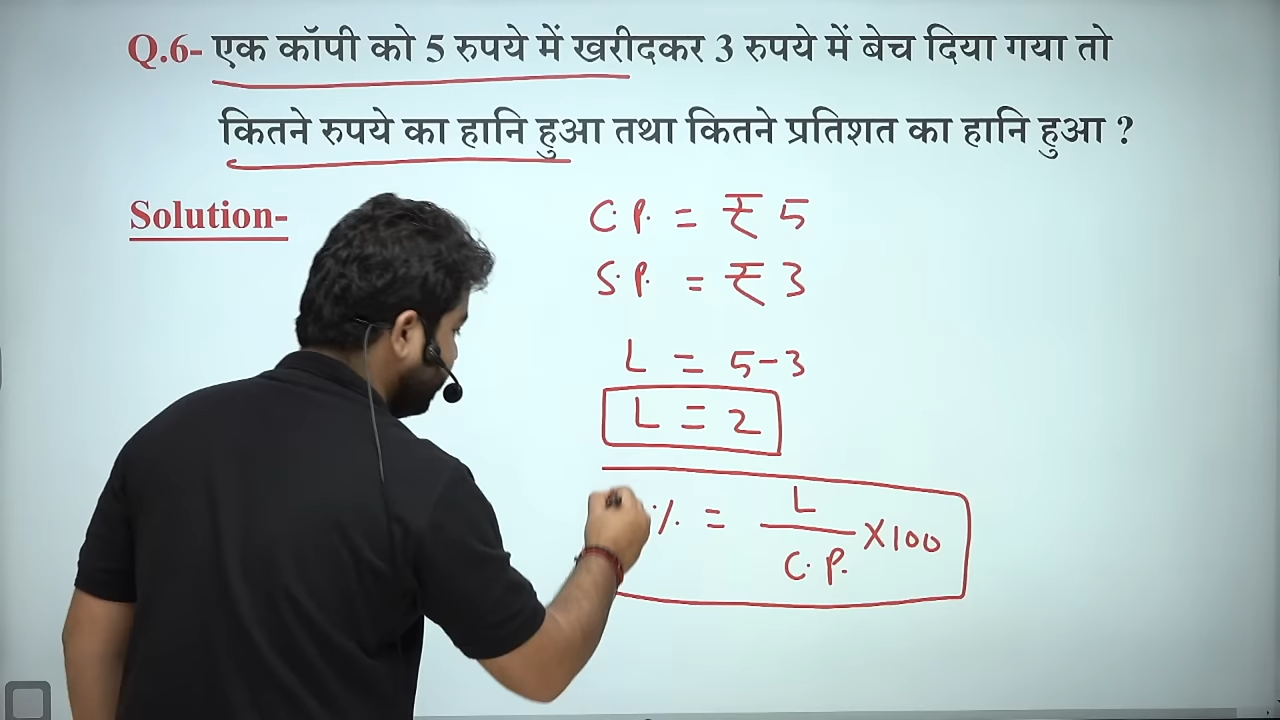 Q.6- एक कॉपी को 5 रुपये में खरीदकर 3 रुपये में बेच दिया गया तो
कितने रुपये का हानि हुआ तथा कितने प्रतिशत का हानि हुआ ?
Solution-
C.P. = ₹ 5
S.P. = ₹ 3
L = 5-3
L = 2
% = L / C.P. X100